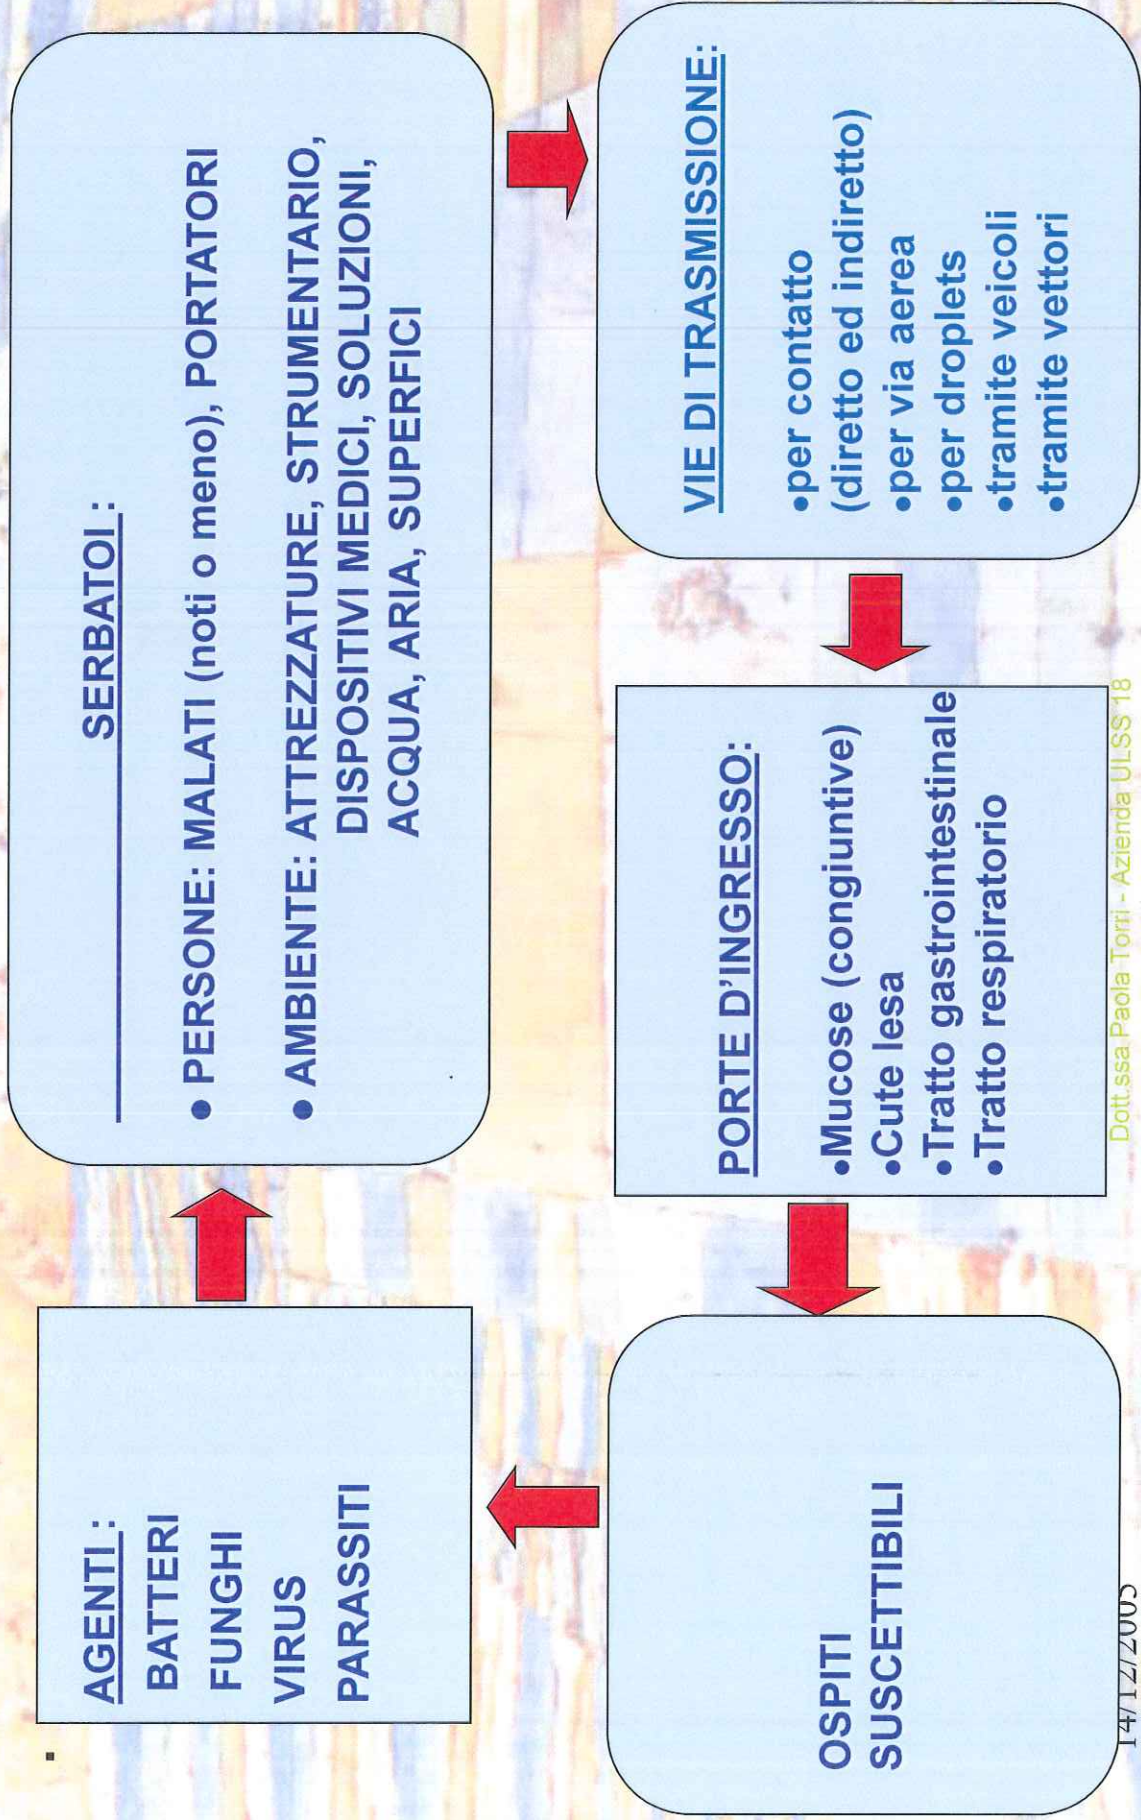 AGENTI :
BATTERI
FUNGHI
VIRUS
PARASSITI
SERBATOI :
• PERSONE: MALATI (noti o meno), PORTATORI
• AMBIENTE: ATTREZZATURE, STRUMENTARIO,
DISPOSITIVI MEDICI, SOLUZIONI,
ACQUA, ARIA, SUPERFICI
VIE DI TRASMISSIONE:
•per contatto
(diretto ed indiretto)
•per via aerea
•per droplets
•tramite veicoli
•tramite vettori
PORTE D'INGRESSO:
•Mucose (congiuntive)
•Cute lesa
•Tratto gastrointestinale
•Tratto respiratorio
OSPITI
SUSCETTIBILI
14/12/2005
Dott.ssa Paola Torri - Azienda ULSS 18